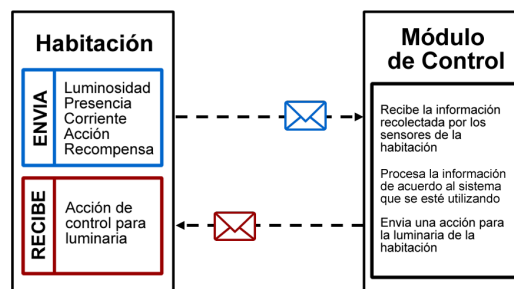 Habitación
ENVIA
Luminosidad
Presencia
Corriente
Acción
Recompensa
RECIBE
Acción de
control para
luminaria
Módulo
de Control
Recibe la información
recolectada por los
sensores de la
habitación
Procesa la información
de acuerdo al sistema
que se esté utilizando
Envia una acción para
la luminaria de la
habitación